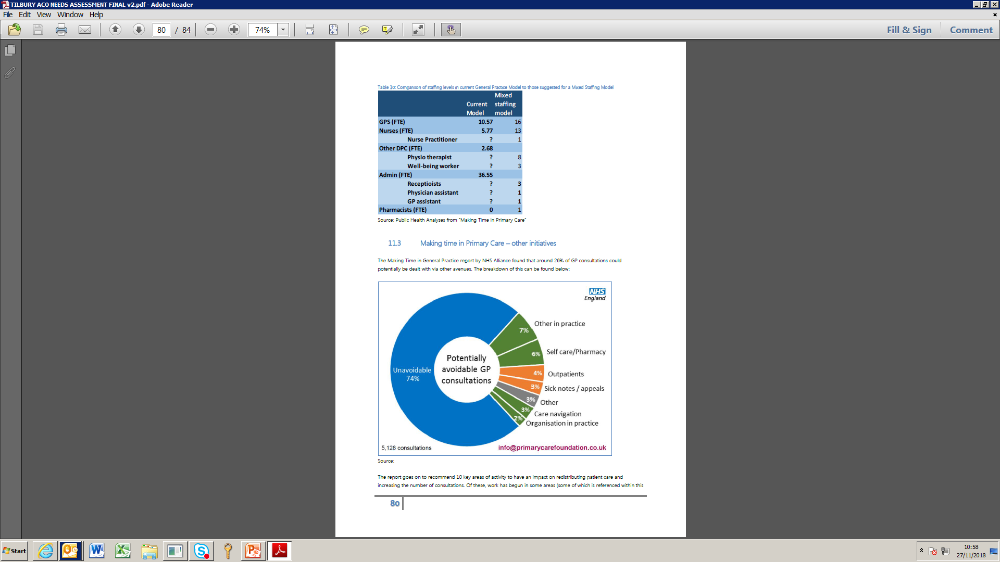 TILBURY ACO NEEDS ASSESSMENT FINAL v2.pdf - Adobe Reader
File Edit View Window Help
80 / 84 74% Fill & Sign Comment
Table 10: Comparison of staffing levels in current General Practice Model to those suggested for a Mixed Staffing Model
Current Model Mixed staffing model
GPS (FTE) 10.57 16
Nurses (FTE) 5.77 13
Nurse Practitioner ? 1
Other DPC (FTE) 2.68
Physio therapist ? 8
Well-being worker ? 3
Admin (FTE) 36.55
Receptioists ? 3
Physician assistant ? 1
GP assistant ? 1
Pharmacists (FTE) 0 1
Source: Public Health Analyses from "Making Time in Primary Care"
11.3 Making time in Primary Care – other initiatives
The Making Time in General Practice report by NHS Alliance found that around 26% of GP consultations could
potentially be dealt with via other avenues. The breakdown of this can be found below:
NHS
England
7% Other in practice
6% Self care/Pharmacy
4% Outpatients
3% Sick notes / appeals
3% Other
3% Care navigation
2% Organisation in practice
Unavoidable
74%
Potentially
avoidable GP
consultations
5,128 consultations
info@primarycarefoundation.co.uk
Source:
The report goes on to recommend 10 key areas of activity to have an impact on redistributing patient care and
increasing the number of consultations. Of these, work has begun in some areas (some of which is referenced within this
80
Start
10:58
27/11/2018